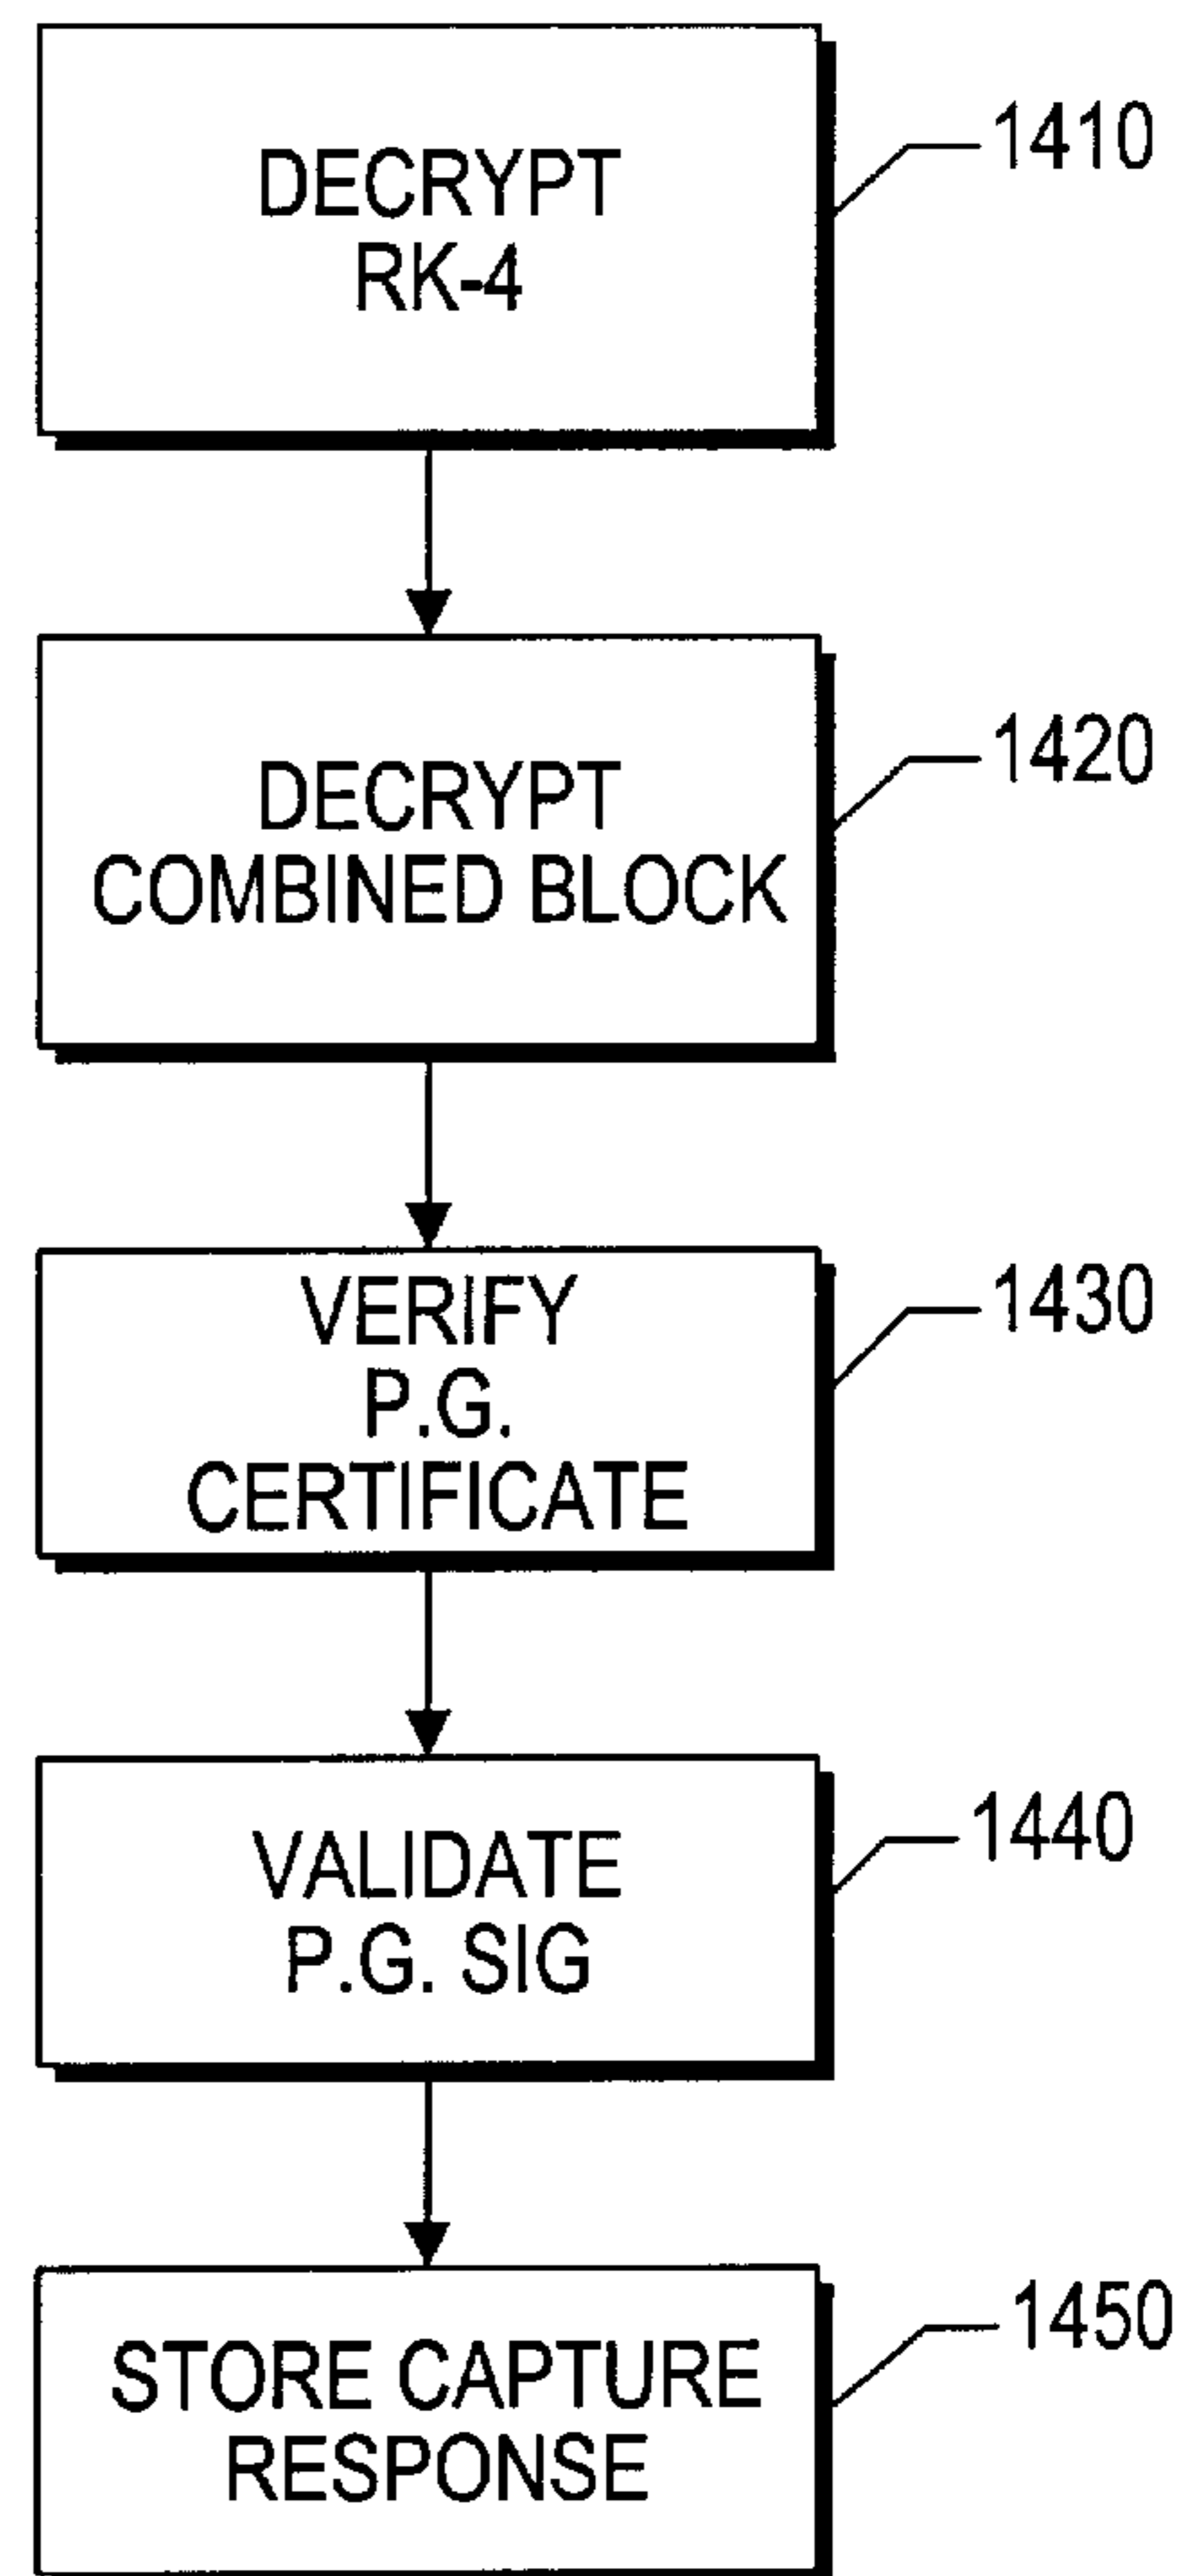 DECRYPT
RK-4
1410
DECRYPT
COMBINED BLOCK
1420
VERIFY
P.G.
CERTIFICATE
1430
VALIDATE
P.G. SIG
1440
STORE CAPTURE
RESPONSE
1450